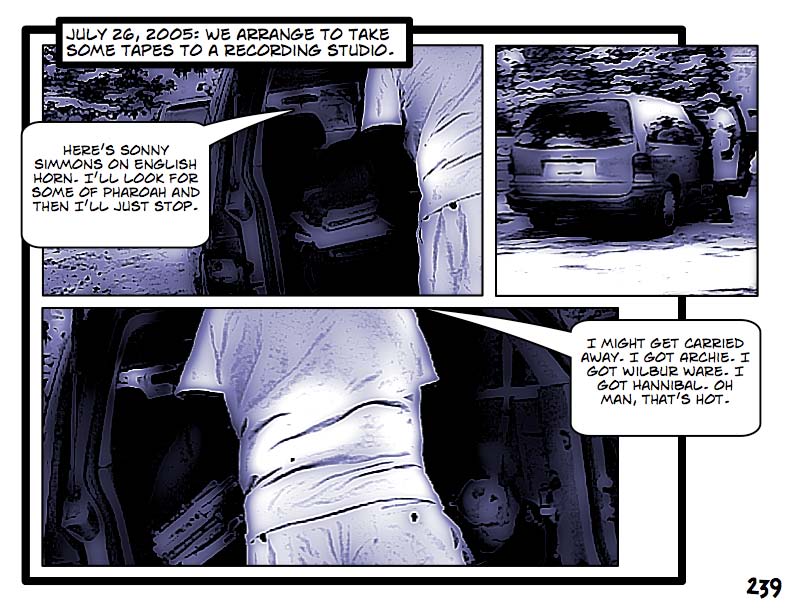 JULY 26, 2005: WE ARRANGE TO TAKE
SOME TAPES TO A RECORDING STUDIO.
HERE'S SONNY
SIMMONS ON ENGLISH
HORN. I'LL LOOK FOR
SOME OF PHAROAH AND
THEN I'LL JUST STOP.
I MIGHT GET CARRIED
AWAY. I GOT ARCHIE. I
GOT WILBUR WARE. I
GOT HANNIBAL. OH
MAN, THAT'S HOT.
239